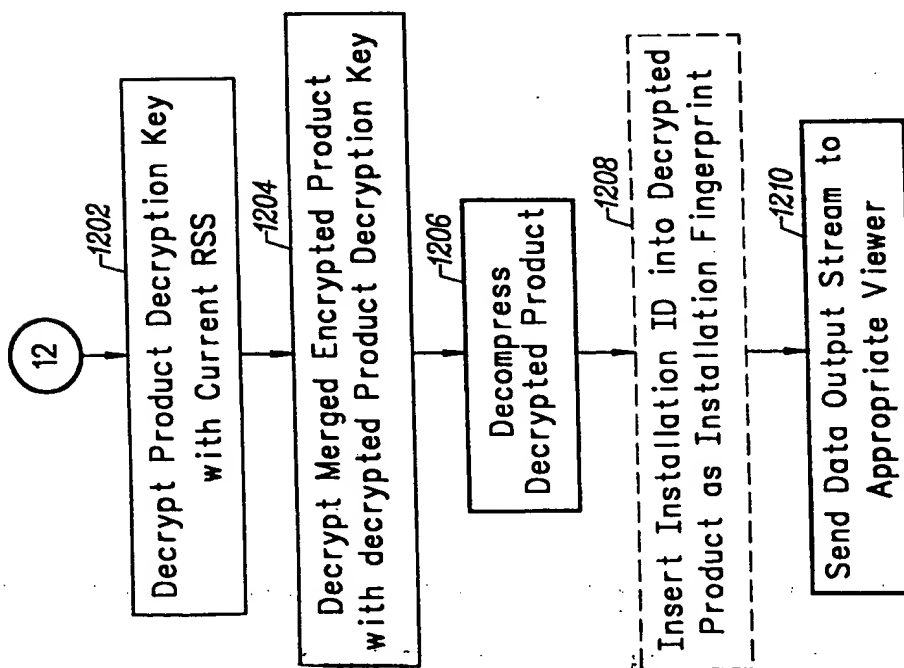 12
1202
Decrypt Product Decryption Key
with Current RSS
1204
Decrypt Merged Encrypted Product
with decrypted Product Decryption Key
1206
Decompress
Decrypted Product
1208
Insert Installation ID into Decrypted
Product as Installation Fingerprint
1210
Send Data Output Stream to
Appropriate Viewer